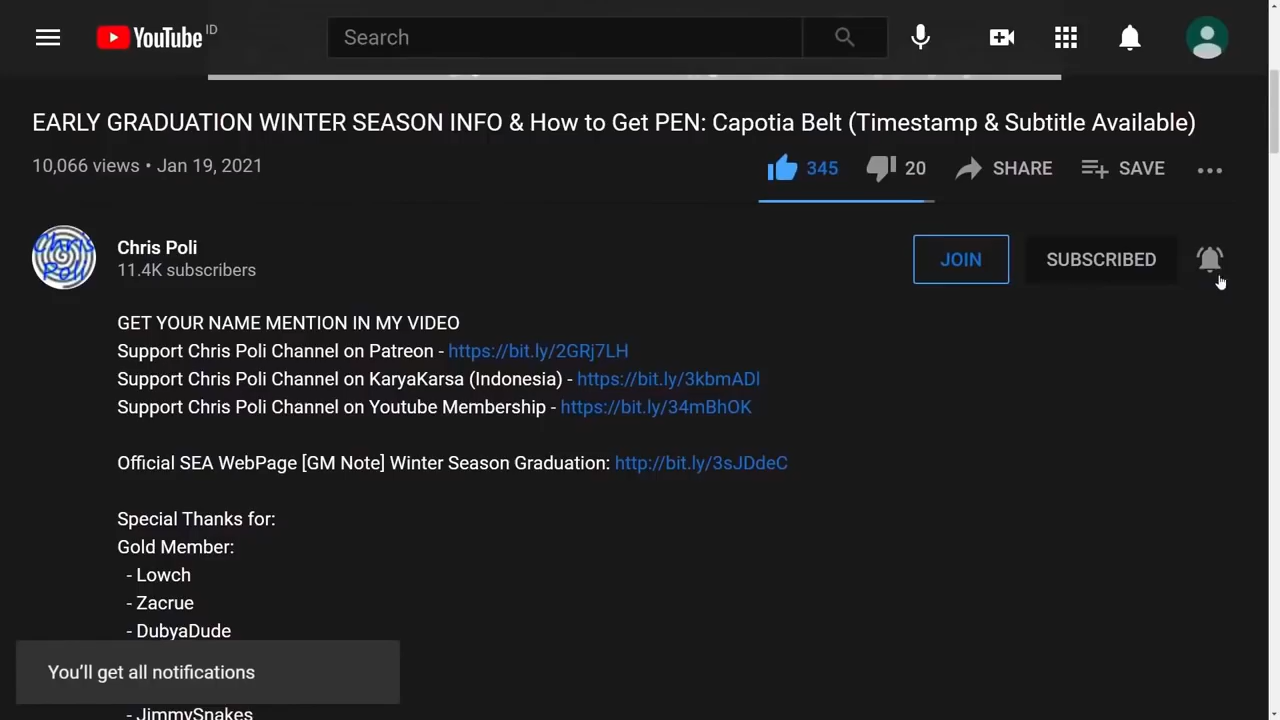 YouTube ID
Search
EARLY GRADUATION WINTER SEASON INFO & How to Get PEN: Capotia Belt (Timestamp & Subtitle Available)
10,066 views • Jan 19, 2021
345 20 SHARE SAVE
Chris Poli
Chris Poli
11.4K subscribers
JOIN SUBSCRIBED
GET YOUR NAME MENTION IN MY VIDEO
Support Chris Poli Channel on Patreon - https://bit.ly/2GRj7LH
Support Chris Poli Channel on KaryaKarsa (Indonesia) - https://bit.ly/3kbmADl
Support Chris Poli Channel on Youtube Membership - https://bit.ly/34mBhOK
Official SEA WebPage [GM Note] Winter Season Graduation: http://bit.ly/3sJDdeC
Special Thanks for:
Gold Member:
- Lowch
- Zacrue
- DubyaDude
You'll get all notifications
- JimmySnakes